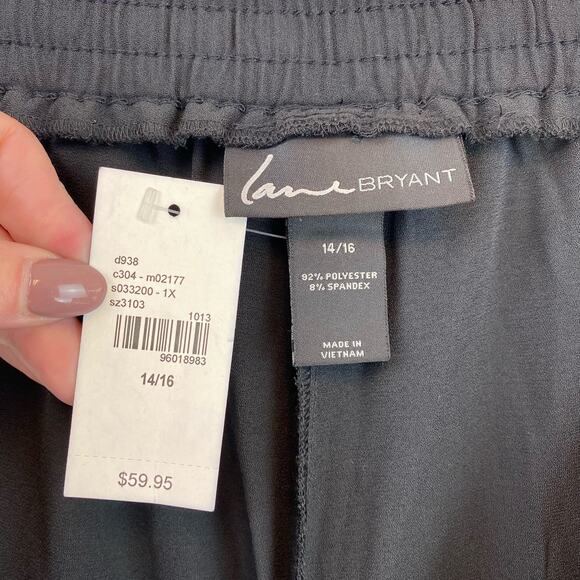 lane BRYANT
14/16
92% POLYESTER
8% SPANDEX
MADE IN
VIETNAM
d938
c304 - m02177
s033200 - 1X
sz3103
1013
96018983
14/16
$59.95